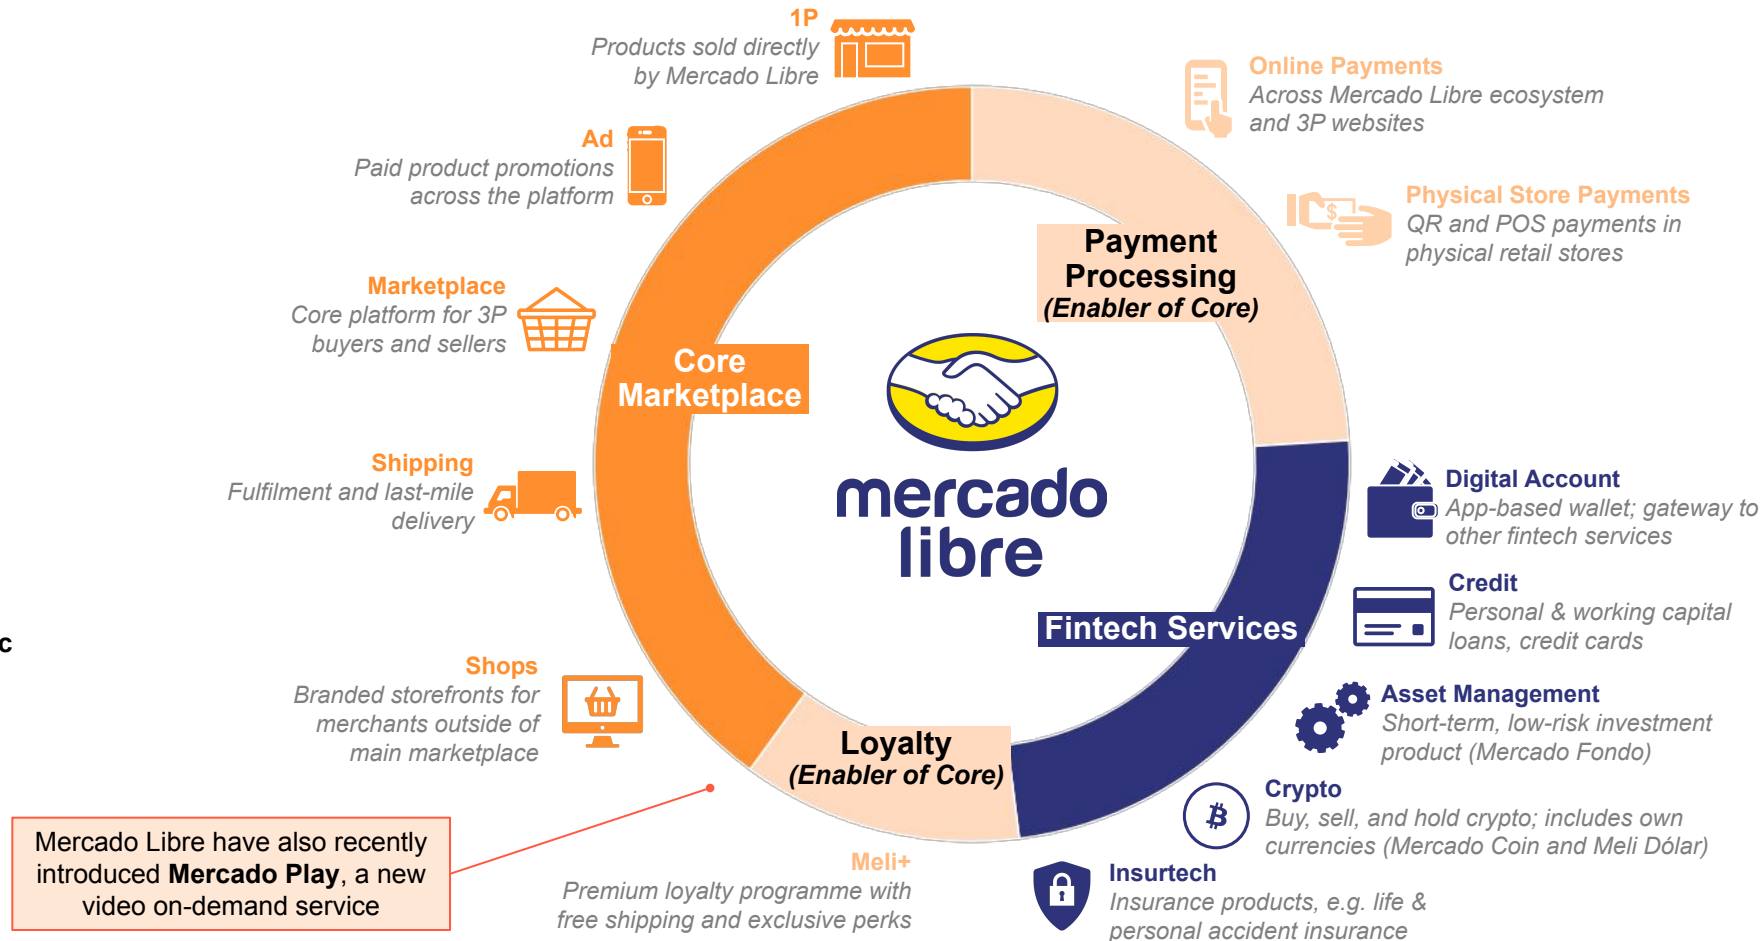 1P
Products sold directly
by Mercado Libre
Ad
Paid product promotions
across the platform
Marketplace
Core platform for 3P
buyers and sellers
Shipping
Fulfilment and last-mile
delivery
c
Shops
Branded storefronts for
merchants outside of
main marketplace
Mercado Libre have also recently
introduced Mercado Play, a new
video on-demand service
Meli+
Premium loyalty programme with
free shipping and exclusive perks
Core
Marketplace
Payment
Processing
(Enabler of Core)
mercado
libre
Fintech Services
Loyalty
(Enabler of Core)
Online Payments
Across Mercado Libre ecosystem
and 3P websites
$
Physical Store Payments
QR and POS payments in
physical retail stores
Digital Account
App-based wallet; gateway to
other fintech services
Credit
Personal & working capital
loans, credit cards
Asset Management
Short-term, low-risk investment
product (Mercado Fondo)
Crypto
Buy, sell, and hold crypto; includes own
currencies (Mercado Coin and Meli Dólar)
Insurtech
Insurance products, e.g. life &
personal accident insurance